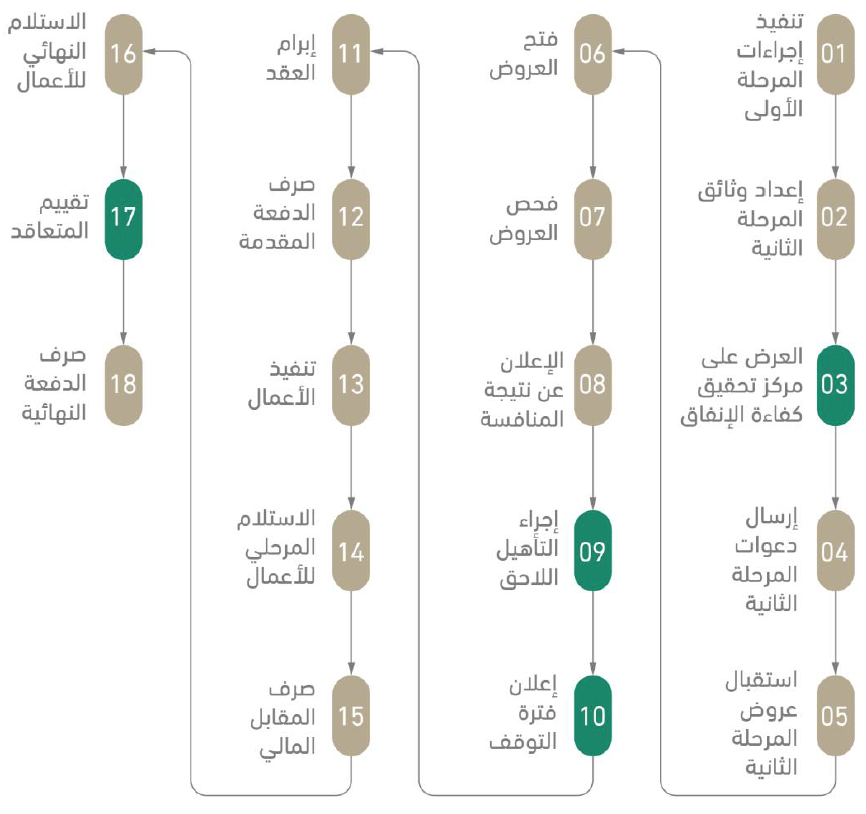 01
تنفيذ
إجراءات
المرحلة
الأولى
02
إعداد وثائق
المرحلة
الثانية
03
العرض على
مركز تحقيق
كفاءة الإنفاق
04
إرسال
دعوات
المرحلة
الثانية
05
استقبال
عروض
المرحلة
الثانية
06
فتح
العروض
07
فحص
العروض
08
الإعلان
عن نتيجة
المنافسة
09
إجراء
التأهيل
اللاحق
10
إعلان
فترة
التوقف
11
إبرام
العقد
12
صرف
الدفعة
المقدمة
13
تنفيذ
الأعمال
14
الاستلام
المرحلي
للأعمال
15
صرف
المقابل
المالي
16
الاستلام
النهائي
للأعمال
17
تقييم
المتعاقد
18
صرف
الدفعة
النهائية